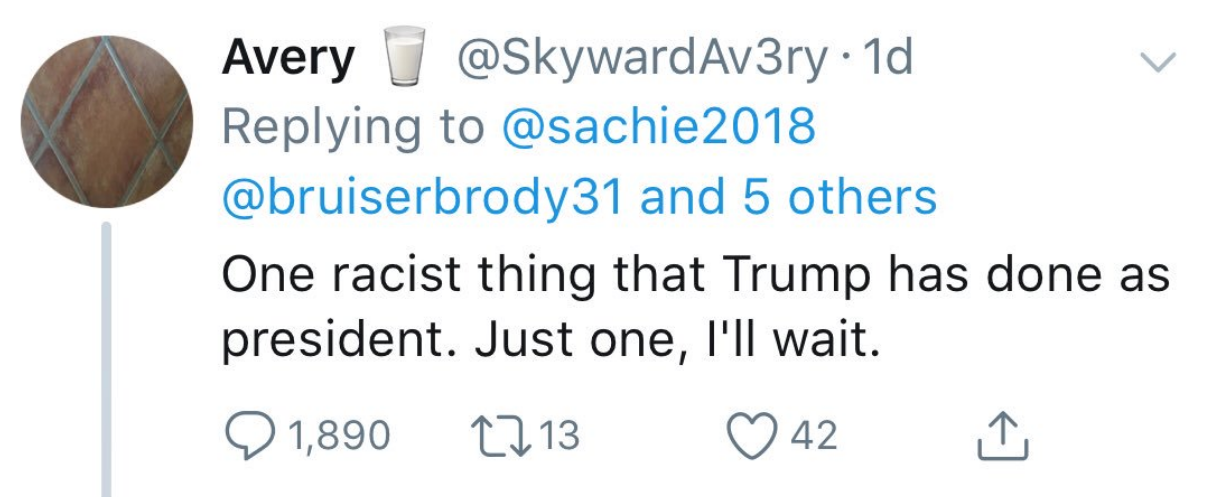 Avery 🥛 @SkywardAv3ry · 1d
Replying to @sachie2018
@bruiserbrody31 and 5 others
One racist thing that Trump has done as
president. Just one, I'll wait.
1,890 13 42